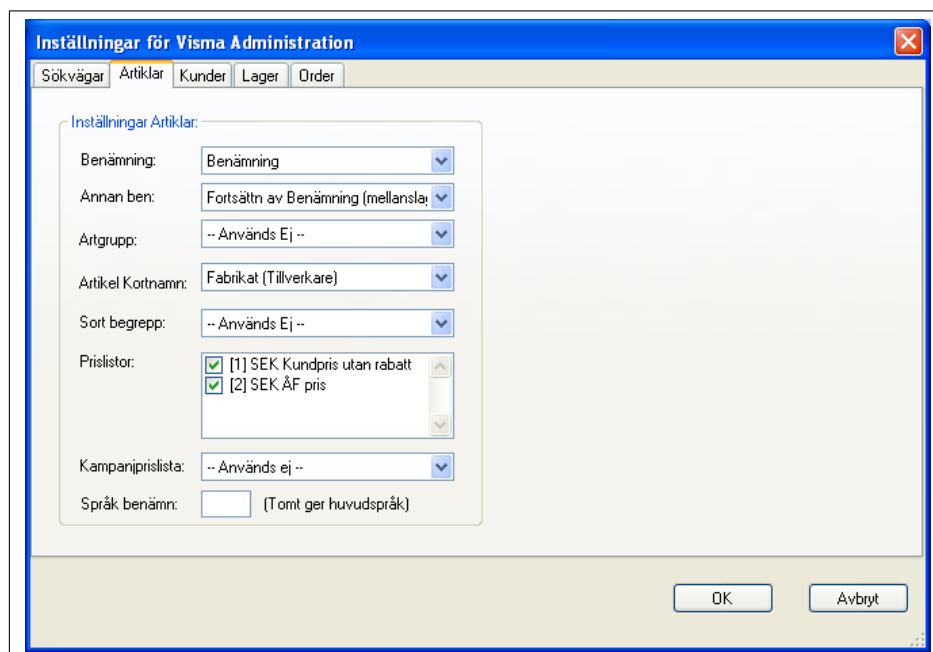 Inställningar för Visma Administration
Sökvägar Artiklar Kunder Lager Order
Inställningar Artiklar:
Benämning: Benämning
Annan ben: Fortsättn av Benämning (mellanslag
Artgrupp: -- Används Ej --
Artikel Kortnamn: Fabrikat (Tillverkare)
Sort begrepp: -- Används Ej --
Prislistor: [1] SEK Kundpris utan rabatt
[2] SEK ÅF pris
Kampanjprislista: -- Används ej --
Språk benämn: (Tomt ger huvudspråk)
OK Avbryt